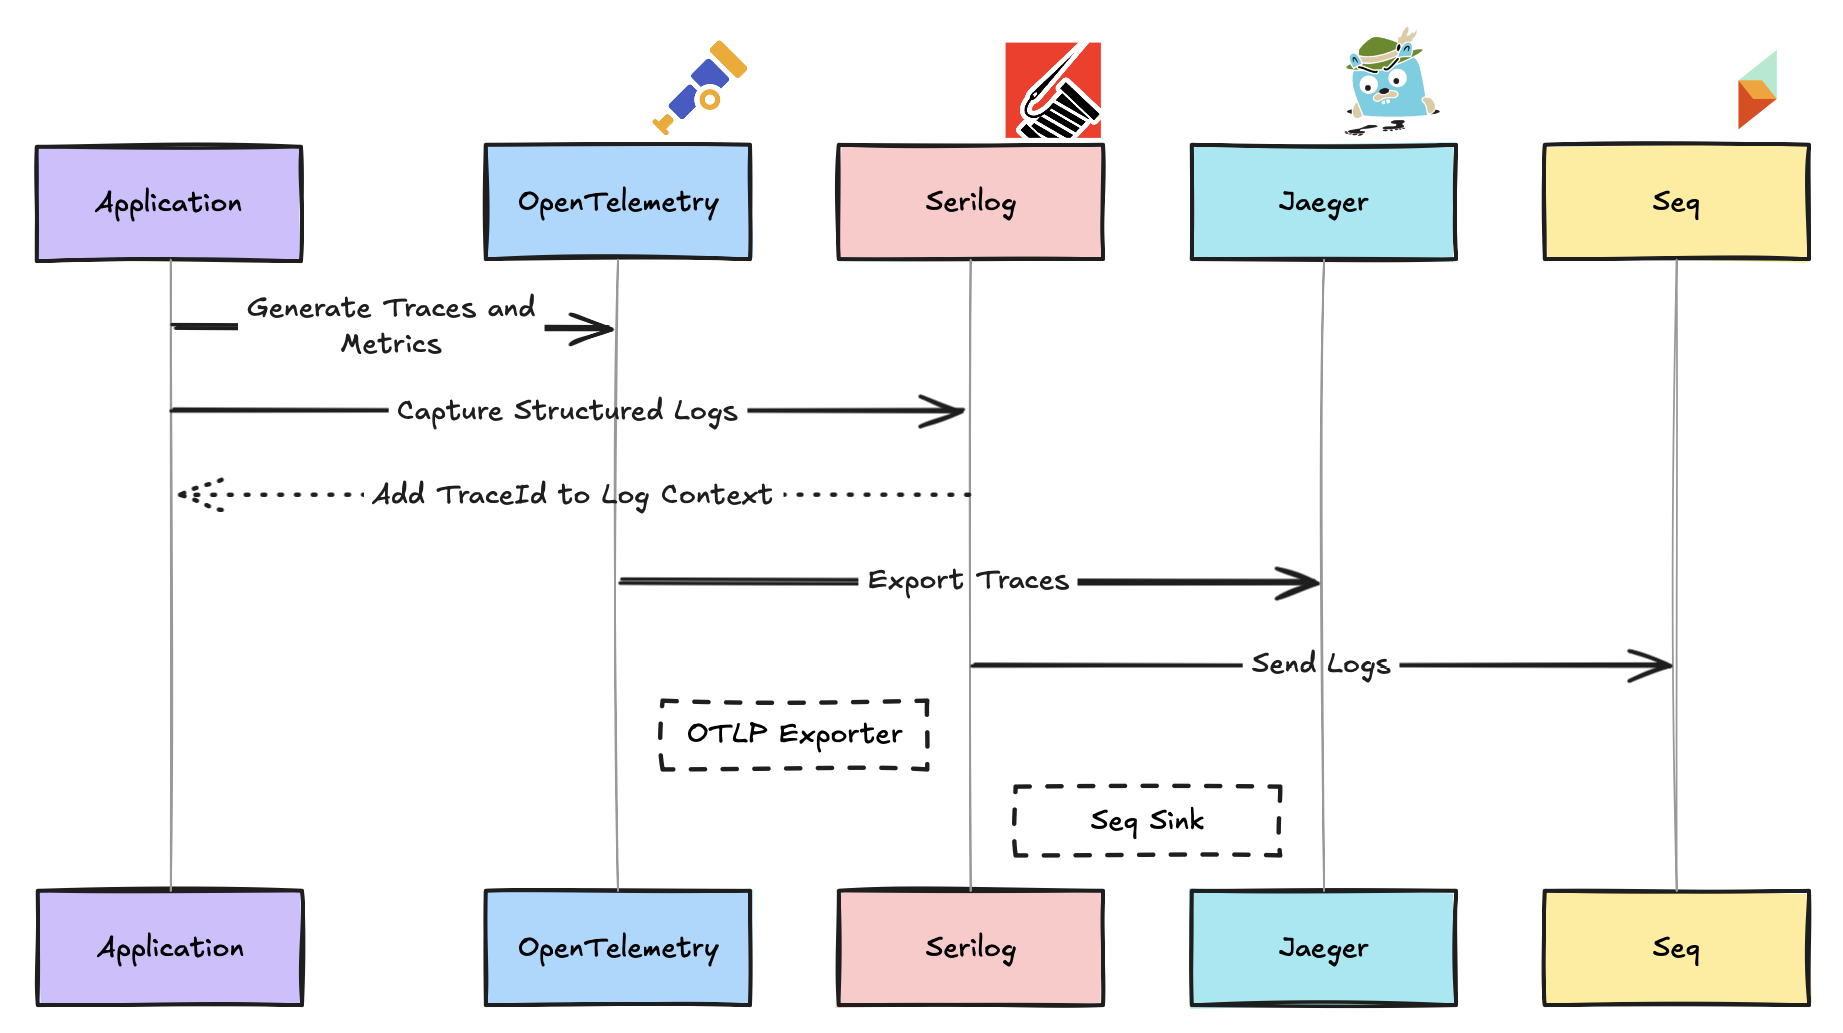 Application
OpenTelemetry
Serilog
Jaeger
Seq
Generate Traces and
Metrics
Capture Structured Logs
Add TraceId to Log Context
Export Traces
Send Logs
OTLP Exporter
Seq Sink
Application
OpenTelemetry
Serilog
Jaeger
Seq